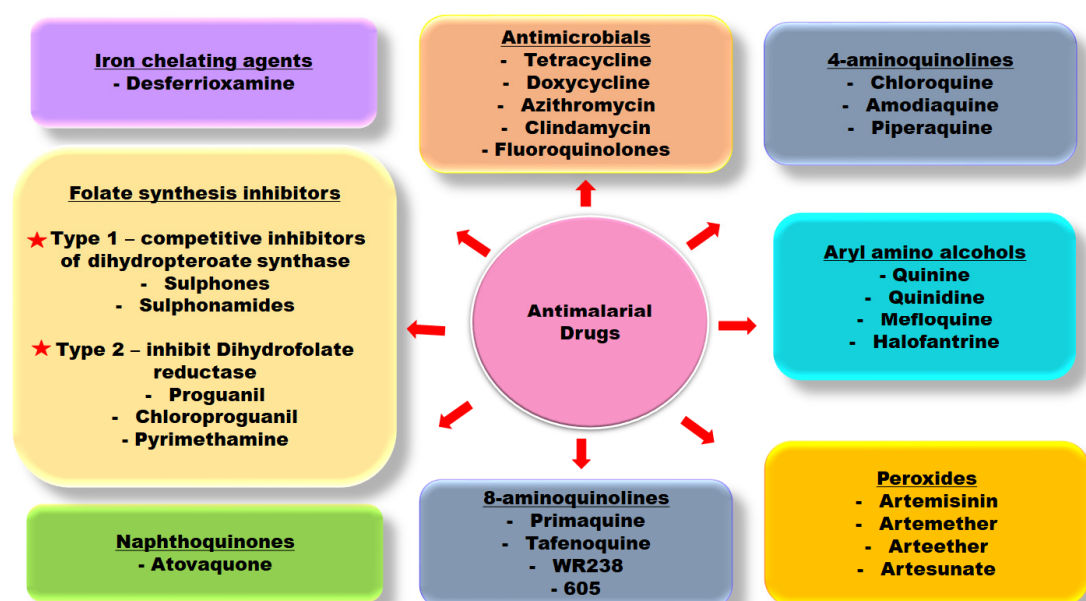 Iron chelating agents
- Desferrioxamine
Antimicrobials
- Tetracycline
- Doxycycline
- Azithromycin
- Clindamycin
- Fluoroquinolones
4-aminoquinolines
- Chloroquine
- Amodiaquine
- Piperaquine
Folate synthesis inhibitors
Type 1 – competitive inhibitors
of dihydropteroate synthase
- Sulphones
- Sulphonamides
Type 2 – inhibit Dihydrofolate
reductase
- Proguanil
- Chloroproguanil
- Pyrimethamine
Antimalarial
Drugs
Aryl amino alcohols
- Quinine
- Quinidine
- Mefloquine
- Halofantrine
Naphthoquinones
- Atovaquone
8-aminoquinolines
- Primaquine
- Tafenoquine
- WR238
- 605
Peroxides
- Artemisinin
- Artemether
- Arteether
- Artesunate